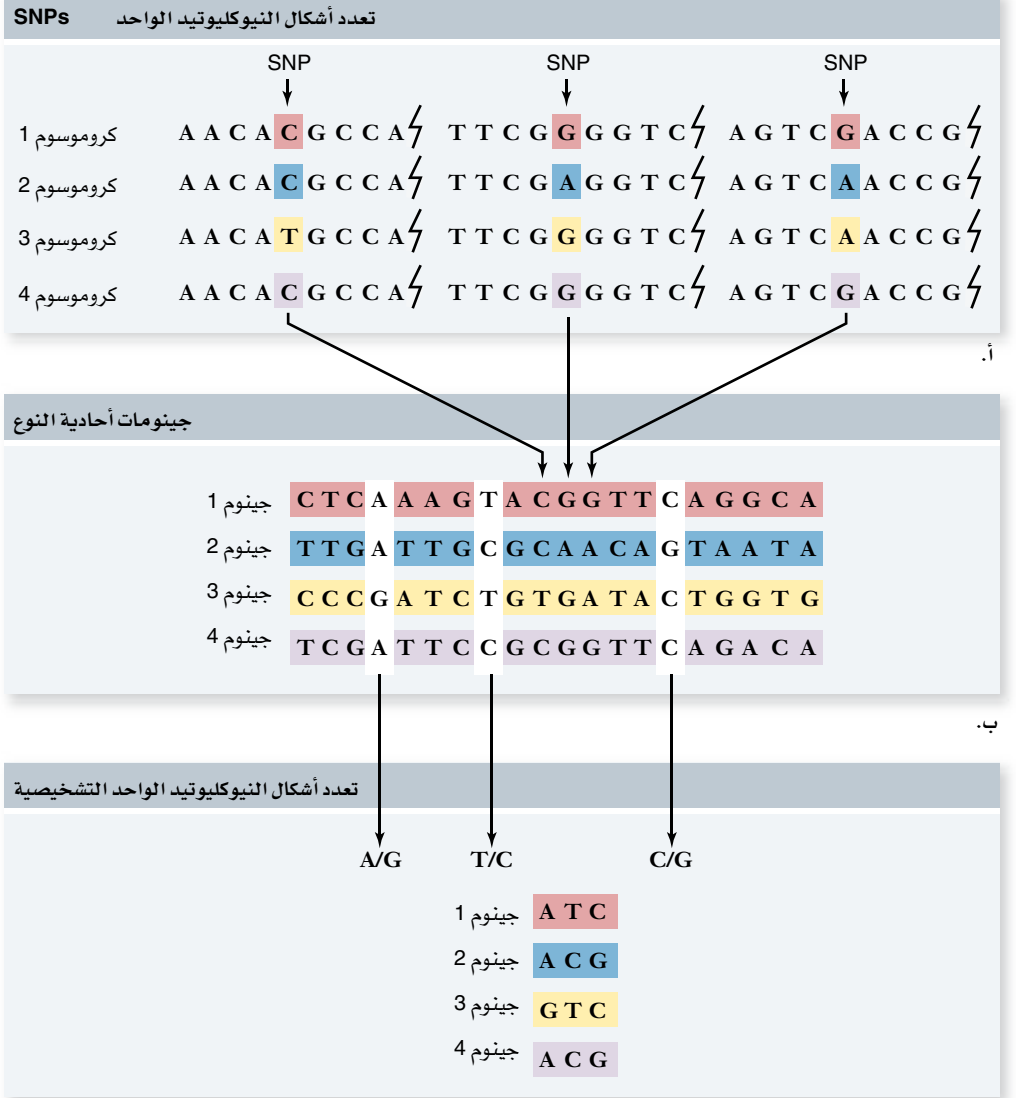 تعدد أشكال النيوكليوتيد الواحد SNPs
SNP SNP SNP
كروموسوم 1 A A C A C G C C A T T C G G G G T C A G T C G A C C G
كروموسوم 2 A A C A C G C C A T T C G A G G T C A G T C A A C C G
كروموسوم 3 A A C A T G C C A T T C G G G G T C A G T C A A C C G
كروموسوم 4 A A C A C G C C A T T C G G G G T C A G T C G A C C G
أ.
جينومات أحادية النوع
جينوم 1 C T C A A A G T A C G G T T C A G G C A
جينوم 2 T T G A T T G C G C A A C A G T A A T A
جينوم 3 C C C G A T C T G T G A T A C T G G T G
جينوم 4 T C G A T T C C G C G G T T C A G A C A
ب.
تعدد أشكال النيوكليوتيد الواحد التشخيصية
A/G T/C C/G
جينوم 1 A T C
جينوم 2 A C G
جينوم 3 G T C
جينوم 4 A C G